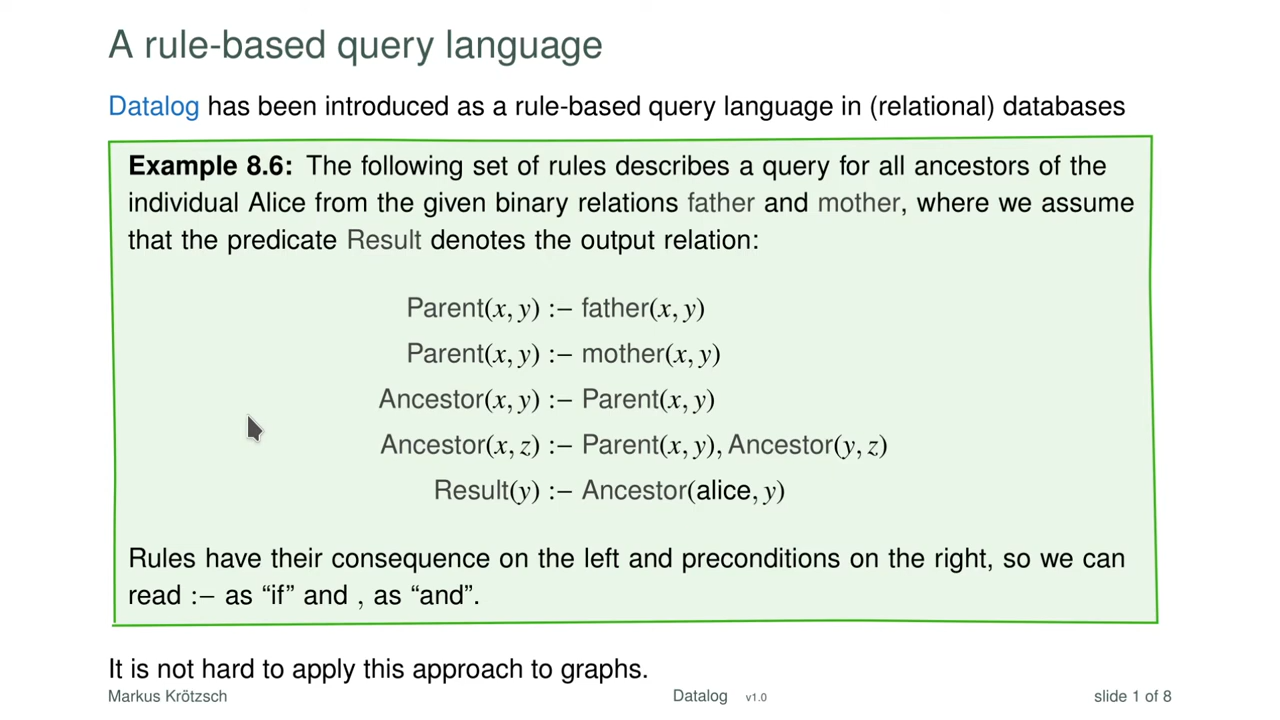 A rule-based query language
Datalog has been introduced as a rule-based query language in (relational) databases
Example 8.6: The following set of rules describes a query for all ancestors of the
individual Alice from the given binary relations father and mother, where we assume
that the predicate Result denotes the output relation:
Parent(x, y) :− father(x, y)
Parent(x, y) :− mother(x, y)
Ancestor(x, y) :− Parent(x, y)
Ancestor(x, z) :− Parent(x, y), Ancestor(y, z)
Result(y) :− Ancestor(alice, y)
Rules have their consequence on the left and preconditions on the right, so we can
read :− as “if” and , as “and”.
It is not hard to apply this approach to graphs.
Markus Krötzsch Datalog v1.0 slide 1 of 8